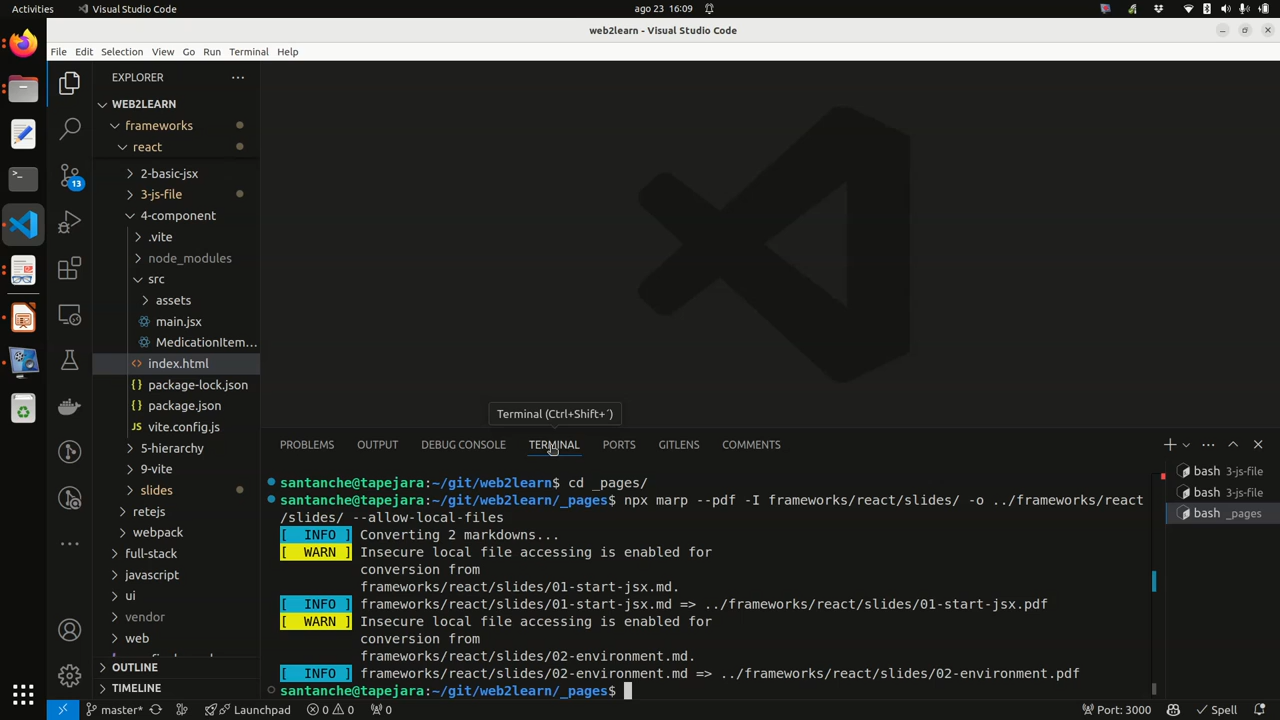 Activities
Visual Studio Code
ago 23 16:09
web2learn - Visual Studio Code
File Edit Selection View Go Run Terminal Help
EXPLORER
WEB2LEARN
frameworks
react
2-basic-jsx
3-js-file
4-component
.vite
node_modules
src
assets
main.jsx
MedicationItem...
index.html
package-lock.json
package.json
vite.config.js
5-hierarchy
9-vite
slides
retejs
webpack
full-stack
javascript
ui
vendor
web
OUTLINE
TIMELINE
13
Terminal (Ctrl+Shift+´)
PROBLEMS OUTPUT DEBUG CONSOLE TERMINAL PORTS GITLENS COMMENTS
santanche@tapejara:~/git/web2learn$ cd _pages/
santanche@tapejara:~/git/web2learn/_pages$ npx marp --pdf -I frameworks/react/slides/ -o ../frameworks/react
/slides/ --allow-local-files
[ INFO ] Converting 2 markdowns...
[ WARN ] Insecure local file accessing is enabled for
conversion from
frameworks/react/slides/01-start-jsx.md.
[ INFO ] frameworks/react/slides/01-start-jsx.md => ../frameworks/react/slides/01-start-jsx.pdf
[ WARN ] Insecure local file accessing is enabled for
conversion from
frameworks/react/slides/02-environment.md.
[ INFO ] frameworks/react/slides/02-environment.md => ../frameworks/react/slides/02-environment.pdf
santanche@tapejara:~/git/web2learn/_pages$
bash 3-js-file
bash 3-js-file
bash _pages
master* Launchpad 0 0 0
Port: 3000 Spell